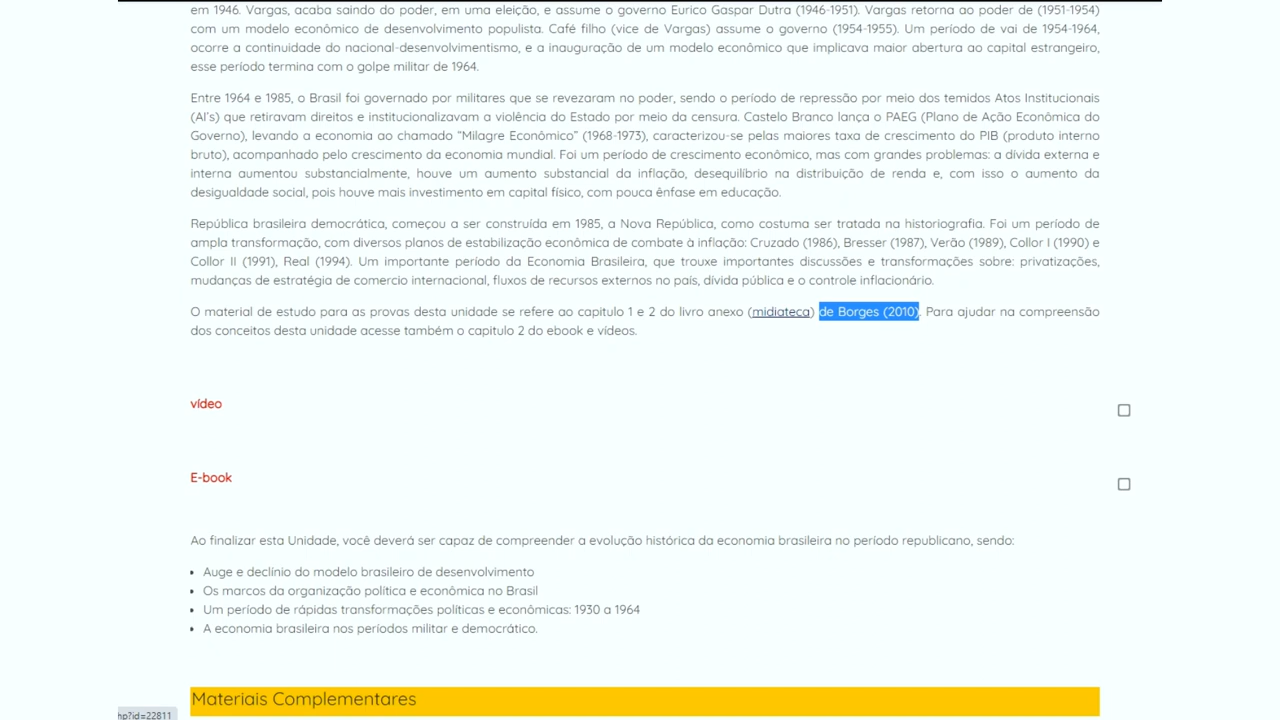 em 1946. Vargas, acaba saindo do poder, em uma eleição, e assume o governo Eurico Gaspar Dutra (1946-1951). Vargas retorna ao poder de (1951-1954)
com um modelo econômico de desenvolvimento populista. Café filho (vice de Vargas) assume o governo (1954-1955). Um período de vai de 1954-1964,
ocorre a continuidade do nacional-desenvolvimentismo, e a inauguração de um modelo econômico que implicava maior abertura ao capital estrangeiro,
esse período termina com o golpe militar de 1964.
Entre 1964 e 1985, o Brasil foi governado por militares que se revezaram no poder, sendo o período de repressão por meio dos temidos Atos Institucionais
(AI's) que retiravam direitos e institucionalizavam a violência do Estado por meio da censura. Castelo Branco lança o PAEG (Plano de Ação Econômica do
Governo), levando a economia ao chamado "Milagre Econômico" (1968-1973), caracterizou-se pelas maiores taxa de crescimento do PIB (produto interno
bruto), acompanhado pelo crescimento da economia mundial. Foi um período de crescimento econômico, mas com grandes problemas: a dívida externa e
interna aumentou substancialmente, houve um aumento substancial da inflação, desequilíbrio na distribuição de renda e, com isso o aumento da
desigualdade social, pois houve mais investimento em capital físico, com pouca ênfase em educação.
República brasileira democrática, começou a ser construída em 1985, a Nova República, como costuma ser tratada na historiografia. Foi um período de
ampla transformação, com diversos planos de estabilização econômica de combate à inflação: Cruzado (1986), Bresser (1987), Verão (1989), Collor I (1990) e
Collor II (1991), Real (1994). Um importante período da Economia Brasileira, que trouxe importantes discussões e transformações sobre: privatizações,
mudanças de estratégia de comercio internacional, fluxos de recursos externos no país, dívida pública e o controle inflacionário.
O material de estudo para as provas desta unidade se refere ao capitulo 1 e 2 do livro anexo (midiateca) de Borges (2010). Para ajudar na compreensão
dos conceitos desta unidade acesse também o capitulo 2 do ebook e vídeos.
vídeo
E-book
Ao finalizar esta Unidade, você deverá ser capaz de compreender a evolução histórica da economia brasileira no período republicano, sendo:
• Auge e declínio do modelo brasileiro de desenvolvimento
• Os marcos da organização política e econômica no Brasil
• Um período de rápidas transformações políticas e econômicas: 1930 a 1964
• A economia brasileira nos períodos militar e democrático.
Materiais Complementares
hp?id=22811